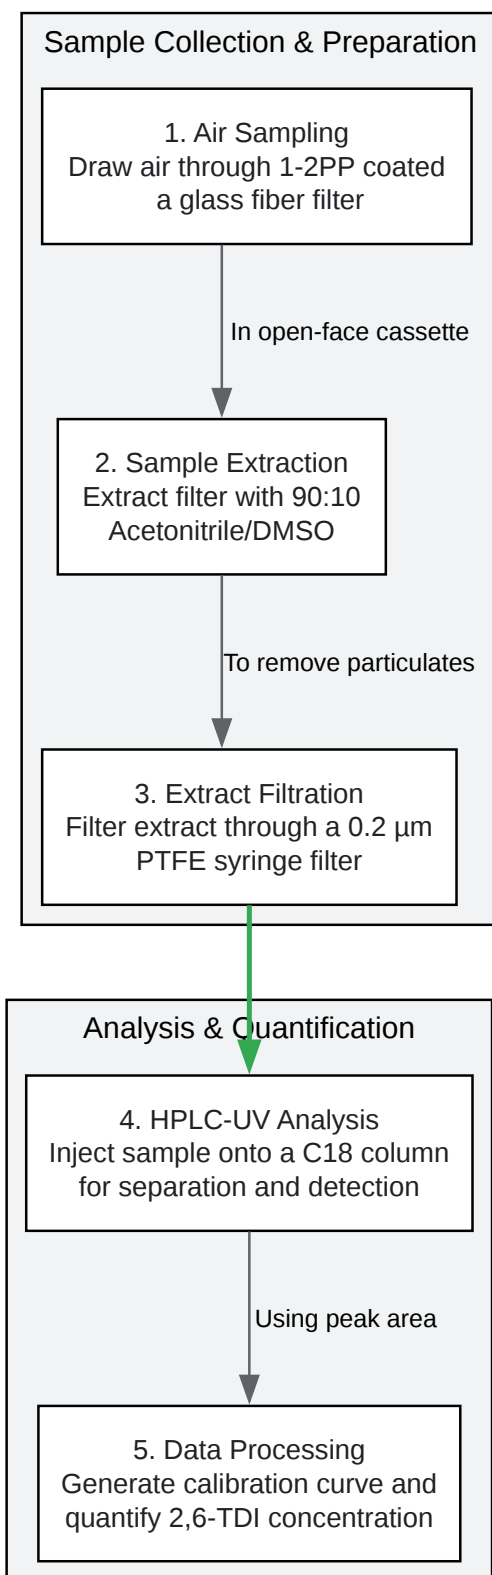 Sample Collection & Preparation
1. Air Sampling
Draw air through 1-2PP coated
a glass fiber filter
In open-face cassette
2. Sample Extraction
Extract filter with 90:10
Acetonitrile/DMSO
To remove particulates
3. Extract Filtration
Filter extract through a 0.2 µm
PTFE syringe filter
Analysis & Quantification
4. HPLC-UV Analysis
Inject sample onto a C18 column
for separation and detection
Using peak area
5. Data Processing
Generate calibration curve and
quantify 2,6-TDI concentration